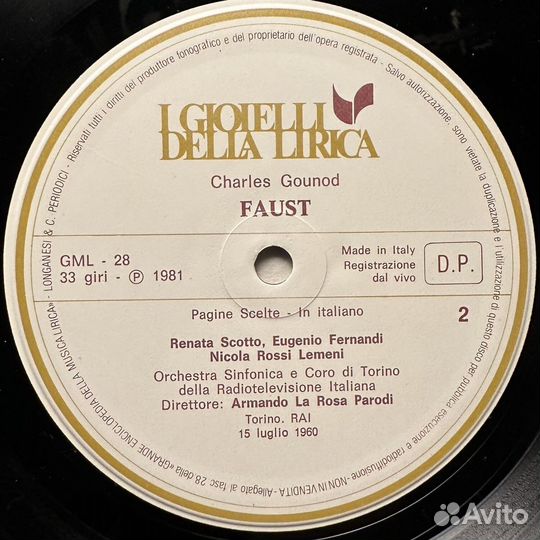 Riservati tutti i diritti del produttore fonografico e del proprietario dell'opera registrata - Salvo autorizzazione, sono vietate la duplicazione e l'utilizzazione di questo disco per pubblica esecuzione e radiodiffusione - NON IN VENDITA - Allegato al fasc 28 della «GRANDE ENCICLOPEDIA DELLA MUSICA LIRICA» - LONGANESI & C. PERIODICI -
I GIOIELLI
DELLA LIRICA
Charles Gounod
FAUST
GML - 28
33 giri - Ⓟ 1981
Made in Italy
Registrazione
dal vivo
D.P.
Pagine Scelte - In italiano
2
Renata Scotto, Eugenio Fernandi
Nicola Rossi Lemeni
Orchestra Sinfonica e Coro di Torino
della Radiotelevisione Italiana
Direttore: Armando La Rosa Parodi
Torino. RAI
15 luglio 1960
Avito